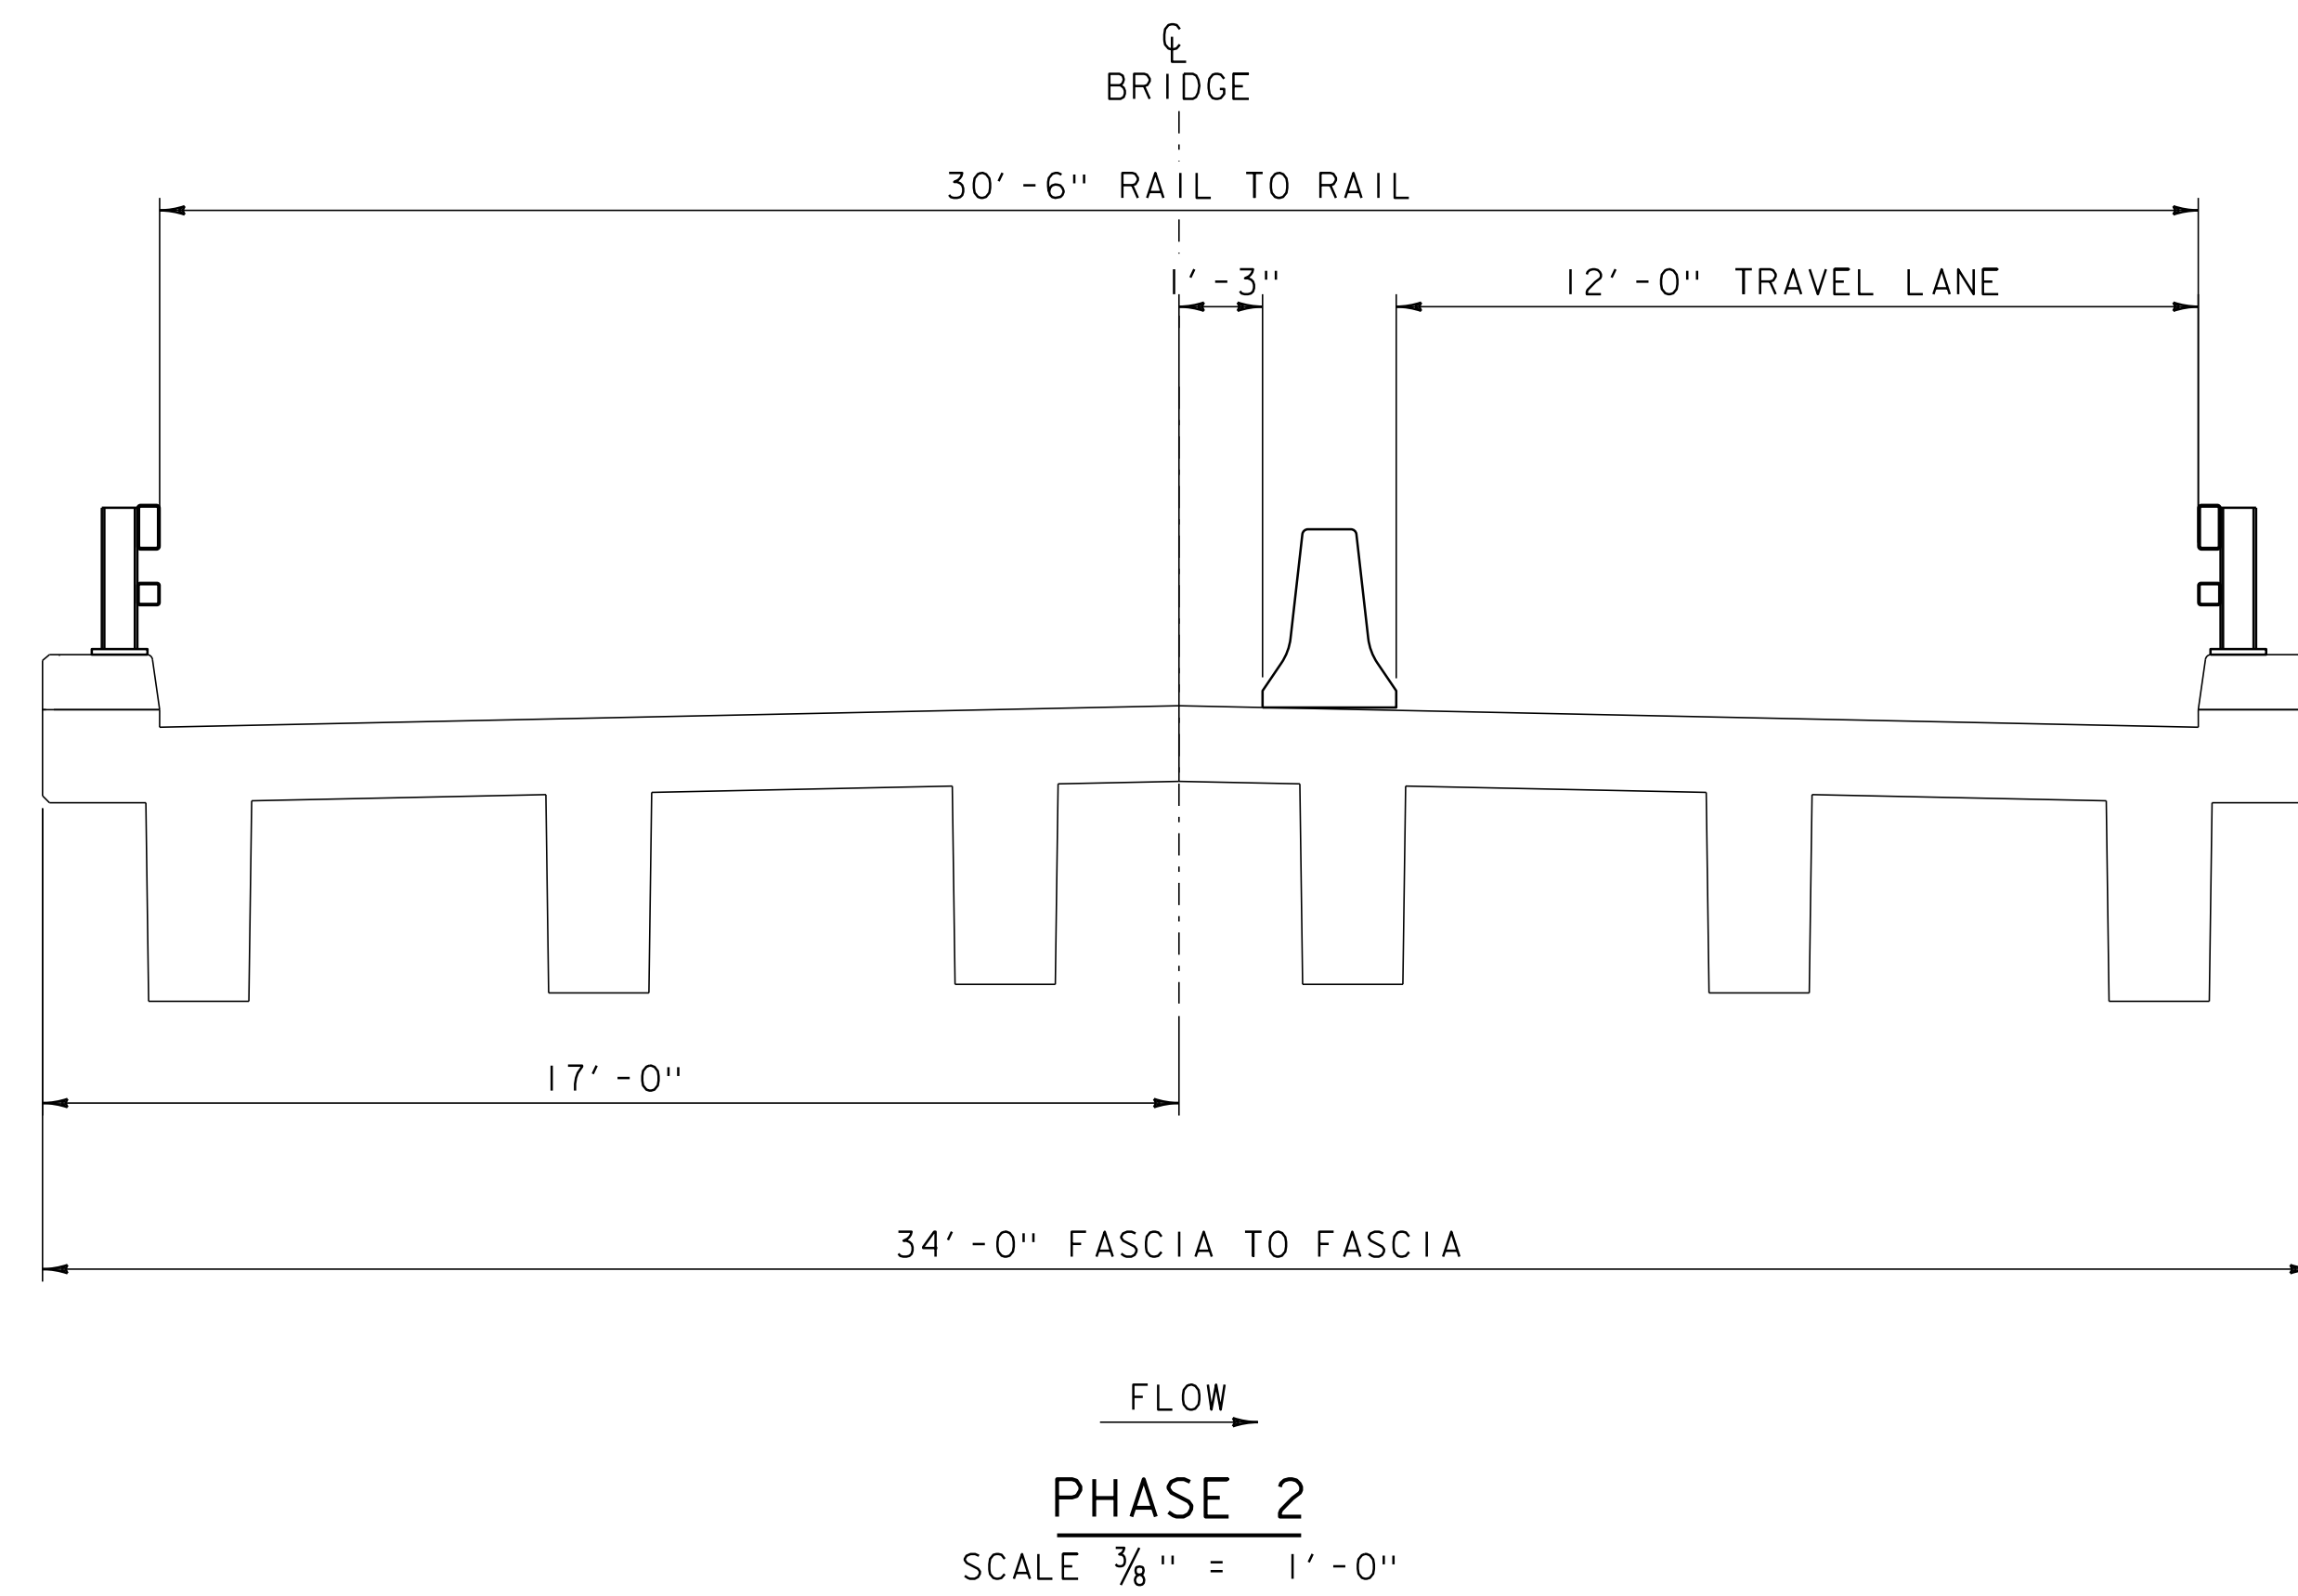 ℄
BRIDGE
30'-6" RAIL TO RAIL
1'-3"
12'-0" TRAVEL LANE
17'-0"
34'-0" FASCIA TO FASCIA
FLOW
PHASE 2
SCALE 3/8" = 1'-0"